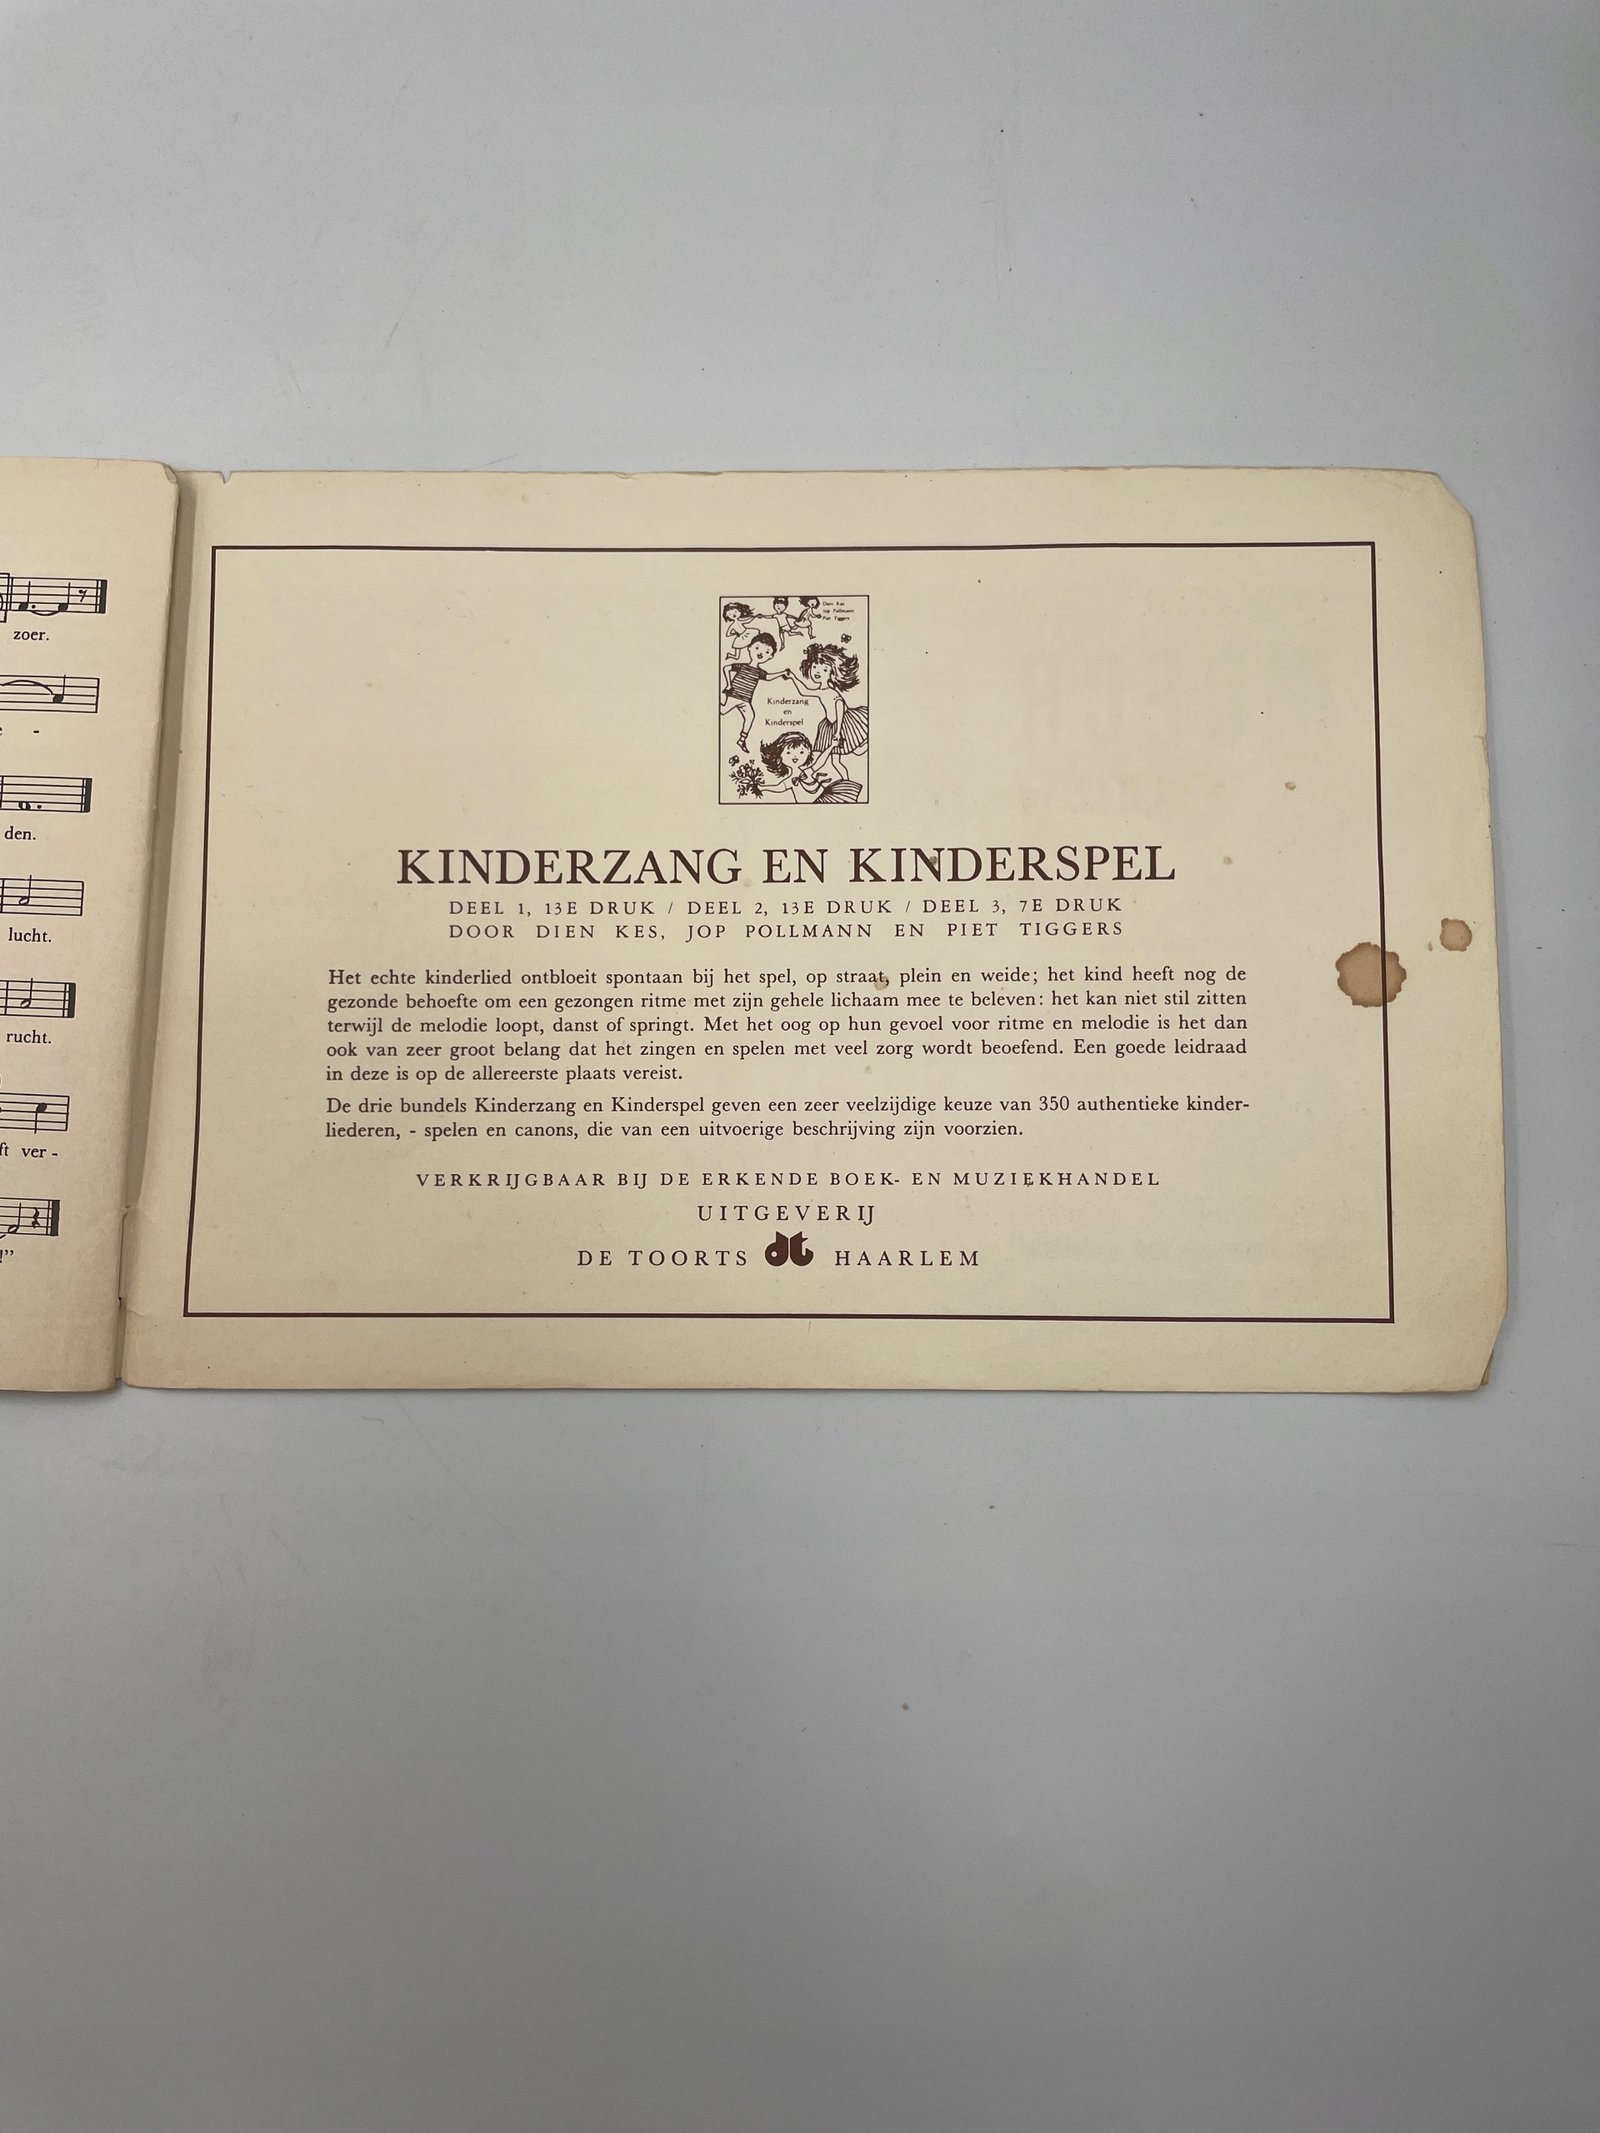 zoer.
-
den.
lucht.
rucht.
ft ver -
!”
Dien Kes
Jop Pollmann
Piet Tiggers
Kinderzang
en
Kinderspel
KINDERZANG EN KINDERSPEL
DEEL 1, 13E DRUK / DEEL 2, 13E DRUK / DEEL 3, 7E DRUK
DOOR DIEN KES, JOP POLLMANN EN PIET TIGGERS
Het echte kinderlied ontbloeit spontaan bij het spel, op straat, plein en weide; het kind heeft nog de
gezonde behoefte om een gezongen ritme met zijn gehele lichaam mee te beleven: het kan niet stil zitten
terwijl de melodie loopt, danst of springt. Met het oog op hun gevoel voor ritme en melodie is het dan
ook van zeer groot belang dat het zingen en spelen met veel zorg wordt beoefend. Een goede leidraad
in deze is op de allereerste plaats vereist.
De drie bundels Kinderzang en Kinderspel geven een zeer veelzijdige keuze van 350 authentieke kinder-
liederen, - spelen en canons, die van een uitvoerige beschrijving zijn voorzien.
VERKRIJGBAAR BIJ DE ERKENDE BOEK- EN MUZIEKHANDEL
UITGEVERIJ
DE TOORTS dt HAARLEM